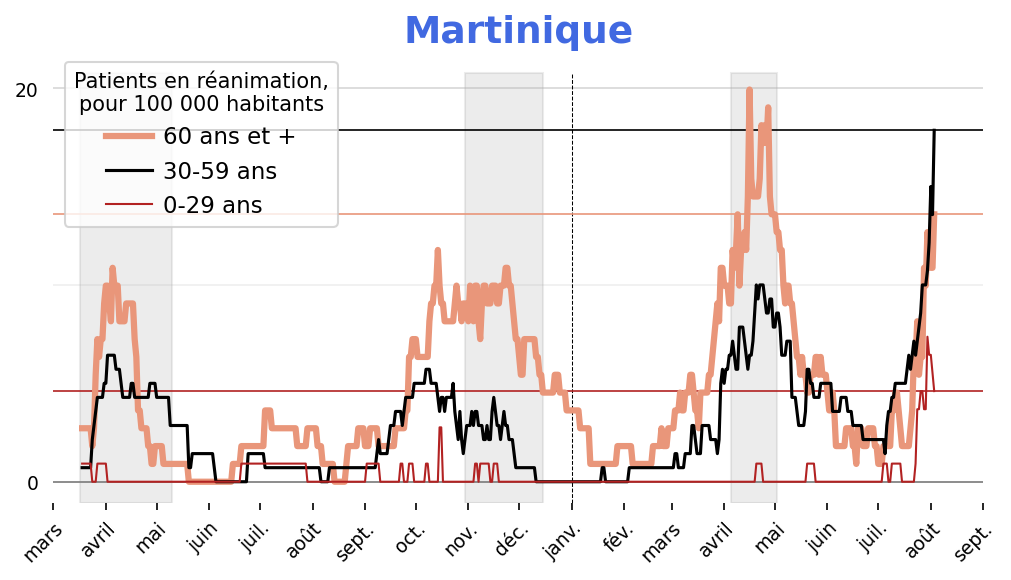 Martinique
Patients en réanimation,
pour 100 000 habitants
60 ans et +
30-59 ans
0-29 ans
20
0
mars avril mai juin juil. août sept. oct. nov. déc. janv. fév. mars avril mai juin juil. août sept.